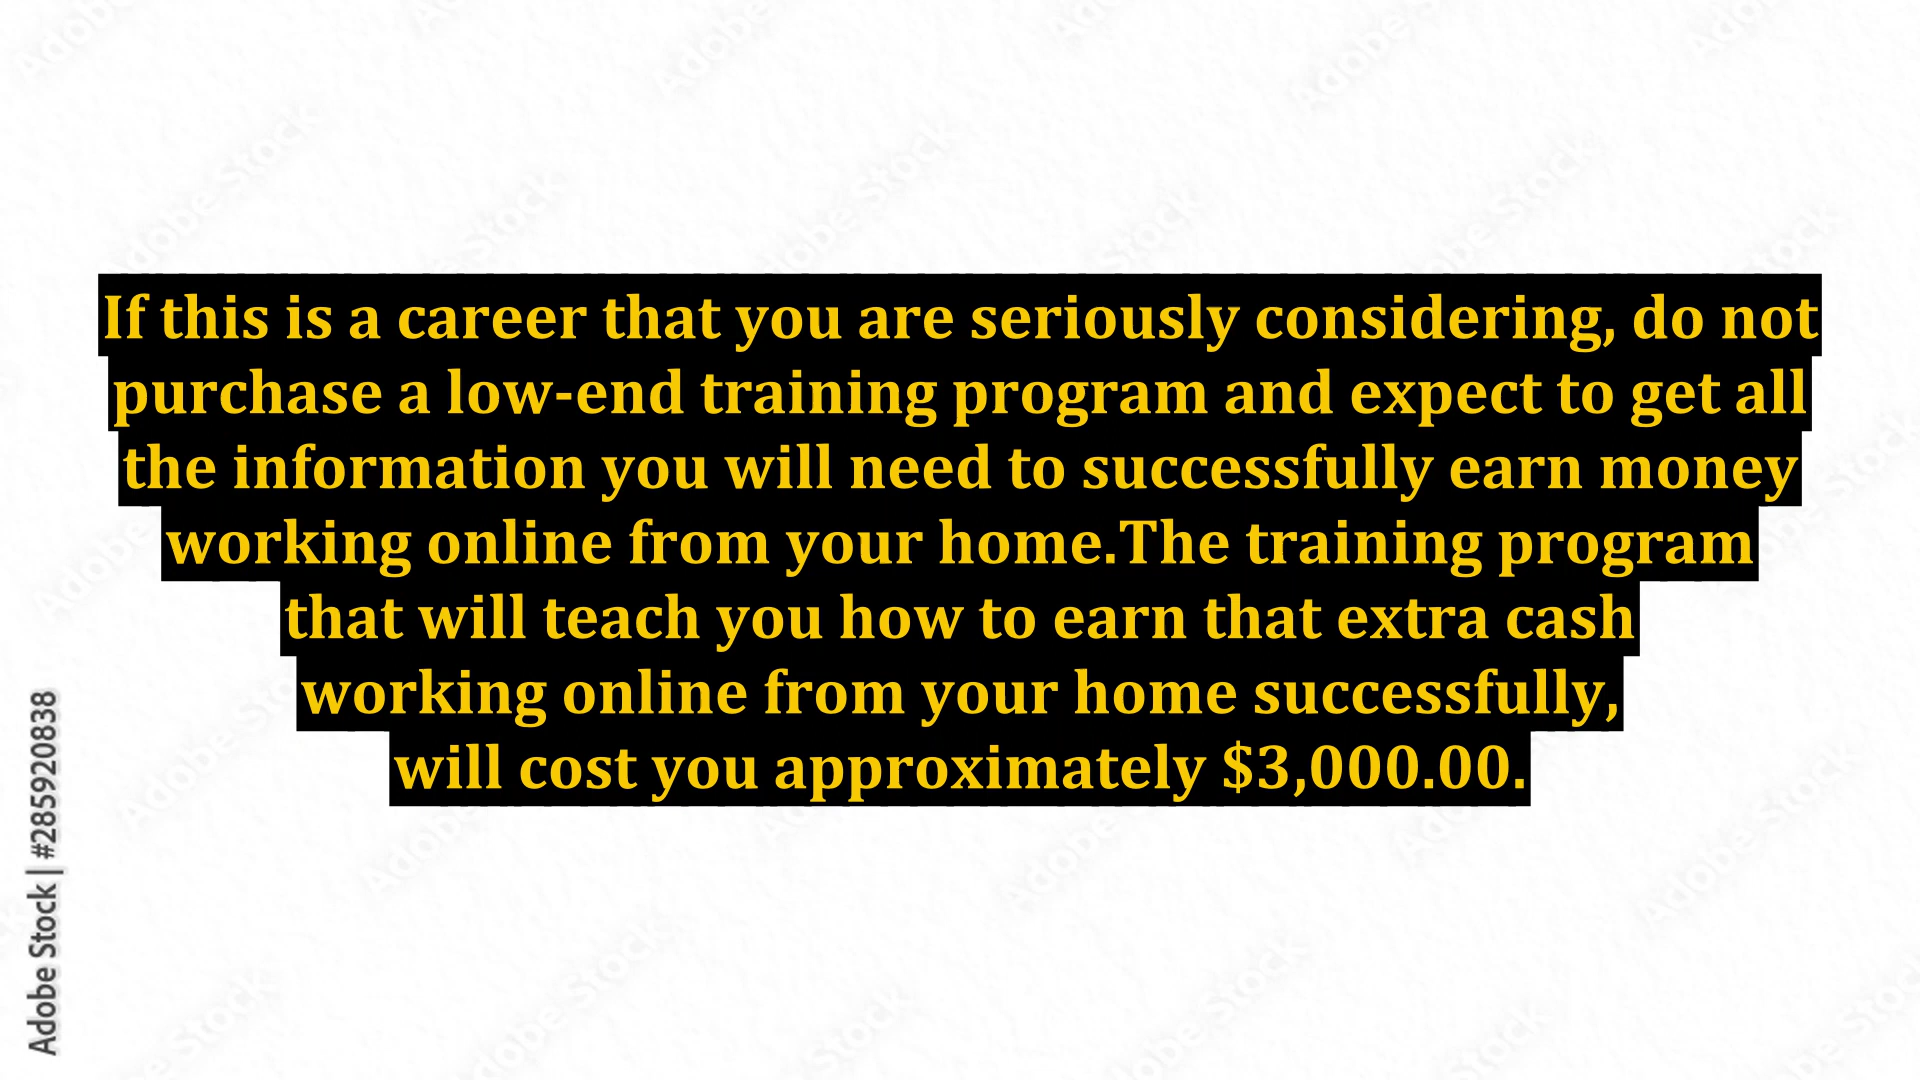 If this is a career that you are seriously considering, do not
purchase a low-end training program and expect to get all
the information you will need to successfully earn money
working online from your home.The training program
that will teach you how to earn that extra cash
working online from your home successfully,
will cost you approximately $3,000.00.
Adobe Stock | #285920838